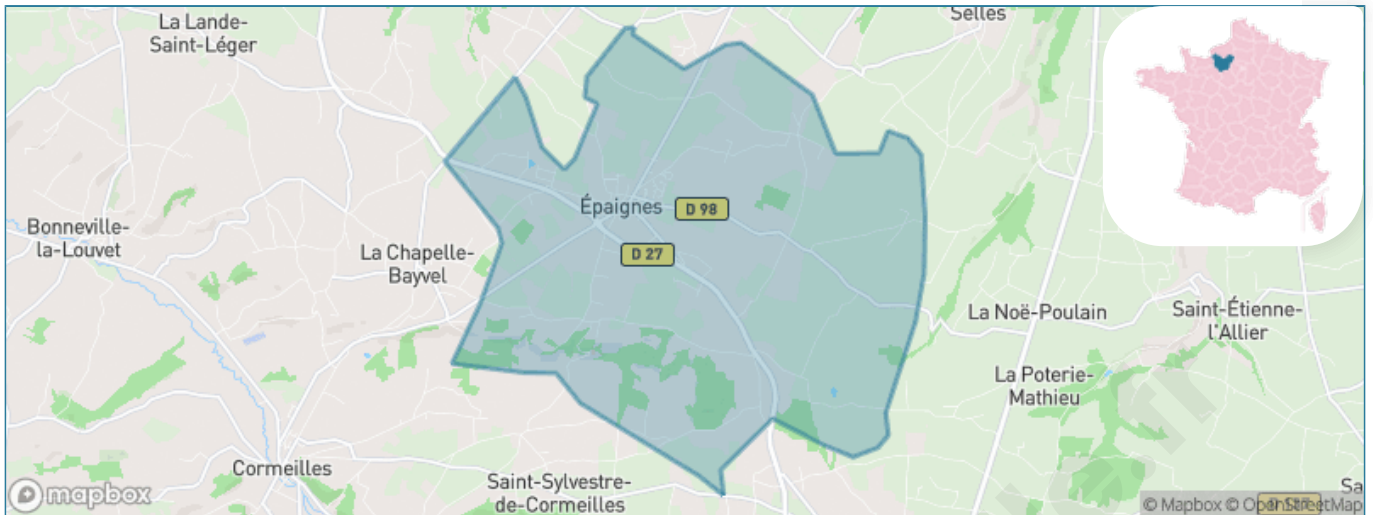 La Lande-
Saint-Léger
Selles
Épaignes
D 98
Bonneville-
la-Louvet
La Chapelle-
Bayvel
D 27
La Noë-Poulain
Saint-Étienne-
l'Allier
La Poterie-
Mathieu
Cormeilles
Saint-Sylvestre-
de-Cormeilles
Sa
mapbox
© Mapbox © OpenStreetMap